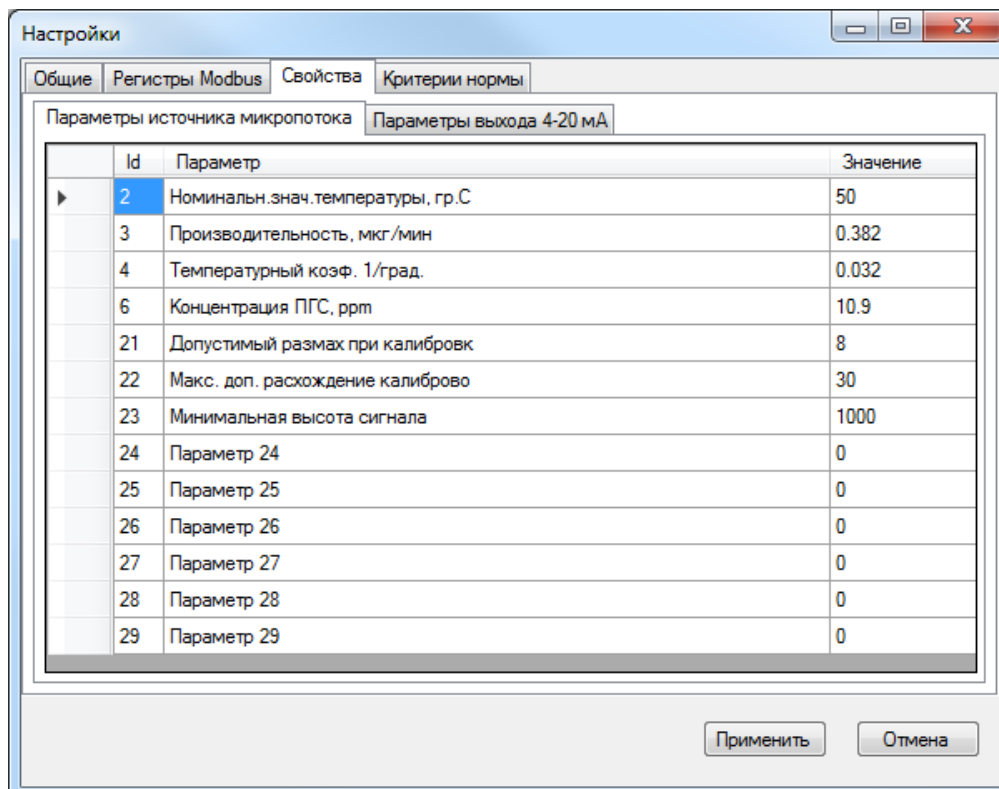 Настройки
Общие Регистры Modbus Свойства Критерии нормы
Параметры источника микропотока Параметры выхода 4-20 мА
Id Параметр Значение
2 Номинальн.знач.температуры, гр.С 50
3 Производительность, мкг/мин 0.382
4 Температурный коэф. 1/град. 0.032
6 Концентрация ПГС, ppm 10.9
21 Допустимый размах при калибровк 8
22 Макс. доп. расхождение калиброво 30
23 Минимальная высота сигнала 1000
24 Параметр 24 0
25 Параметр 25 0
26 Параметр 26 0
27 Параметр 27 0
28 Параметр 28 0
29 Параметр 29 0
Применить Отмена